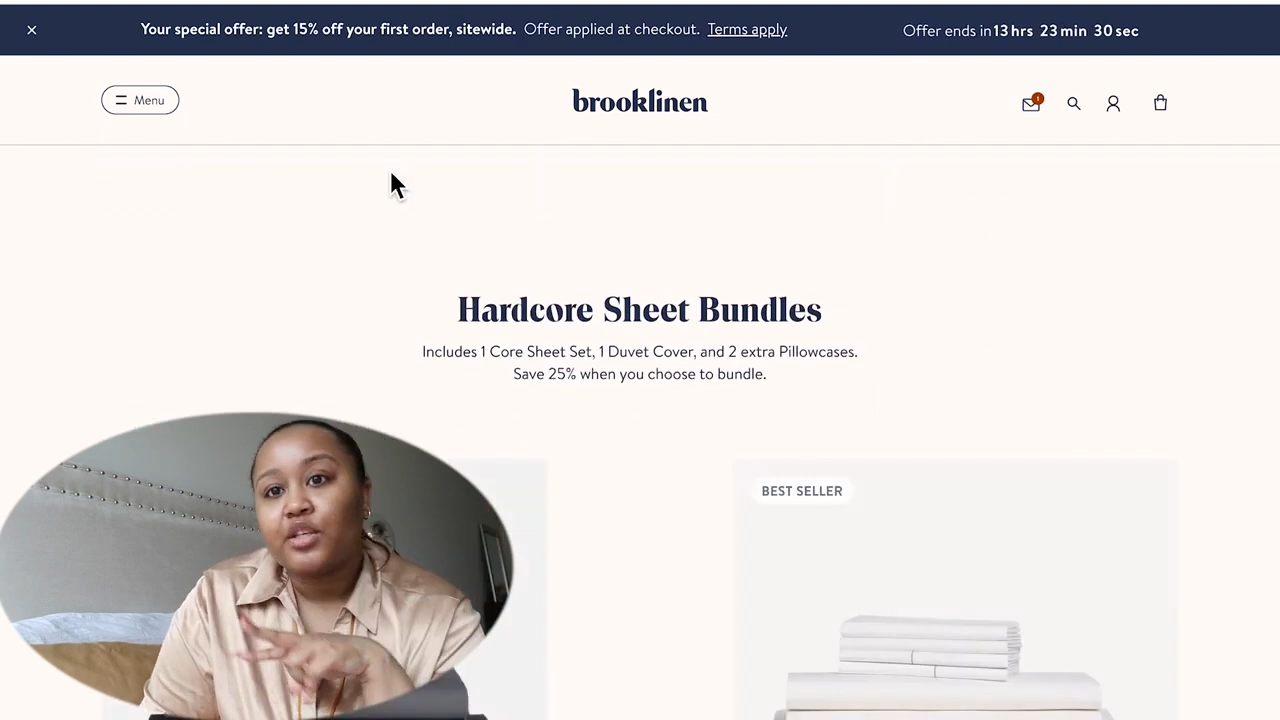 Your special offer: get 15% off your first order, sitewide. Offer applied at checkout. Terms apply
Offer ends in 13 hrs 23 min 30 sec
Menu
brooklinen
1
Hardcore Sheet Bundles
Includes 1 Core Sheet Set, 1 Duvet Cover, and 2 extra Pillowcases.
Save 25% when you choose to bundle.
BEST SELLER